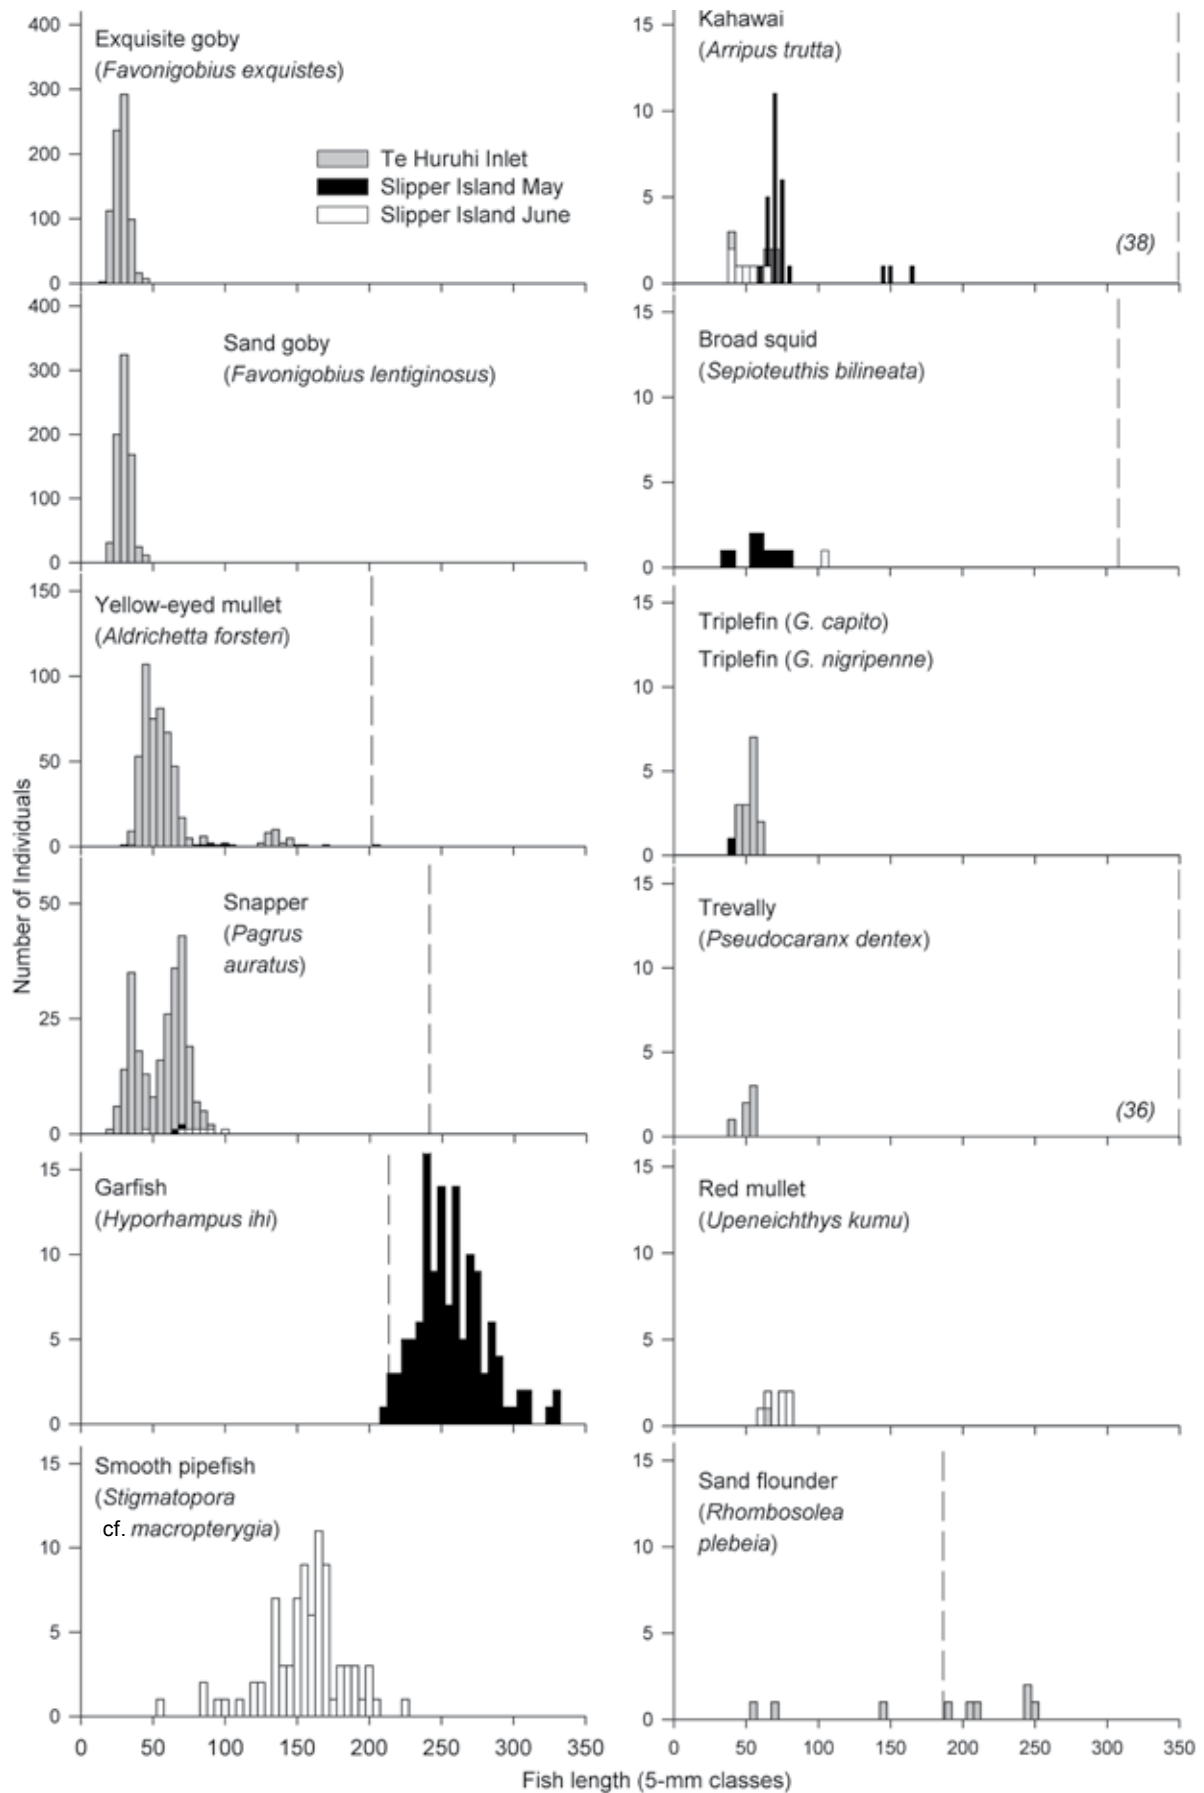 400
300
200
100
0
Exquisite goby
(Favonigobius exquistes)
Te Huruhi Inlet
Slipper Island May
Slipper Island June
400
300
200
100
0
Sand goby
(Favonigobius lentiginosus)
150
100
50
0
Yellow-eyed mullet
(Aldrichetta forsteri)
50
25
0
Snapper
(Pagrus
auratus)
15
10
5
0
Garfish
(Hyporhampus ihi)
15
10
5
0
Smooth pipefish
(Stigmatopora
cf. macropterygia)
0 50 100 150 200 250 300 350
Number of Individuals
15
10
5
0
Kahawai
(Arripus trutta)
(38)
15
10
5
0
Broad squid
(Sepioteuthis bilineata)
15
10
5
0
Triplefin (G. capito)
Triplefin (G. nigripenne)
15
10
5
0
Trevally
(Pseudocaranx dentex)
(36)
15
10
5
0
Red mullet
(Upeneichthys kumu)
15
10
5
0
Sand flounder
(Rhombosolea
plebeia)
0 50 100 150 200 250 300 350
Fish length (5-mm classes)